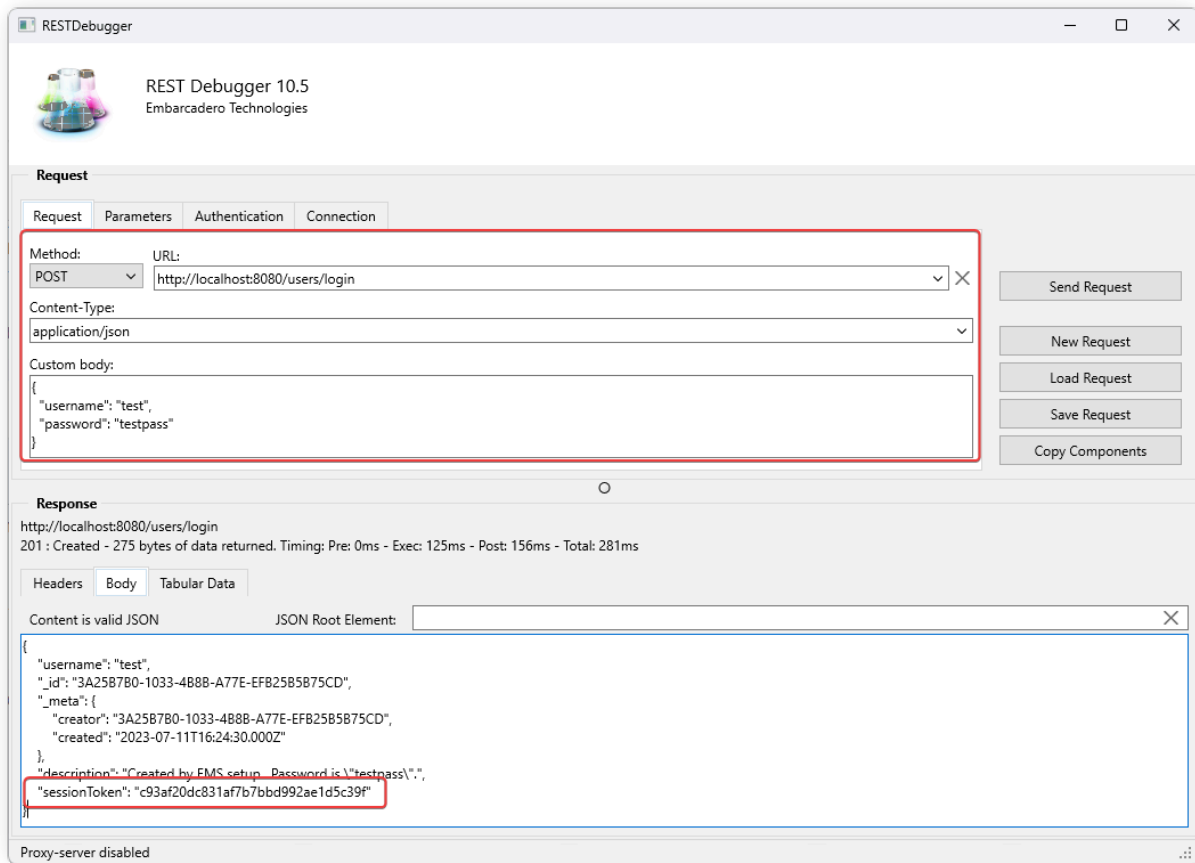 RESTDebugger
REST Debugger 10.5
Embarcadero Technologies
Request
Request Parameters Authentication Connection
Method: URL:
POST http://localhost:8080/users/login
Send Request
Content-Type:
application/json
New Request
Custom body:
Load Request
{
"username": "test",
Save Request
"password": "testpass"
}
Copy Components
Response
http://localhost:8080/users/login
201 : Created - 275 bytes of data returned. Timing: Pre: 0ms - Exec: 125ms - Post: 156ms - Total: 281ms
Headers Body Tabular Data
Content is valid JSON JSON Root Element:
{
"username": "test",
"_id": "3A25B7B0-1033-4B8B-A77E-EFB25B5B75CD",
"_meta": {
"creator": "3A25B7B0-1033-4B8B-A77E-EFB25B5B75CD",
"created": "2023-07-11T16:24:30.000Z"
},
"description": "Created by EMS setup. Password is \"testpass\".",
"sessionToken": "c93af20dc831af7b7bbd992ae1d5c39f"
}
Proxy-server disabled